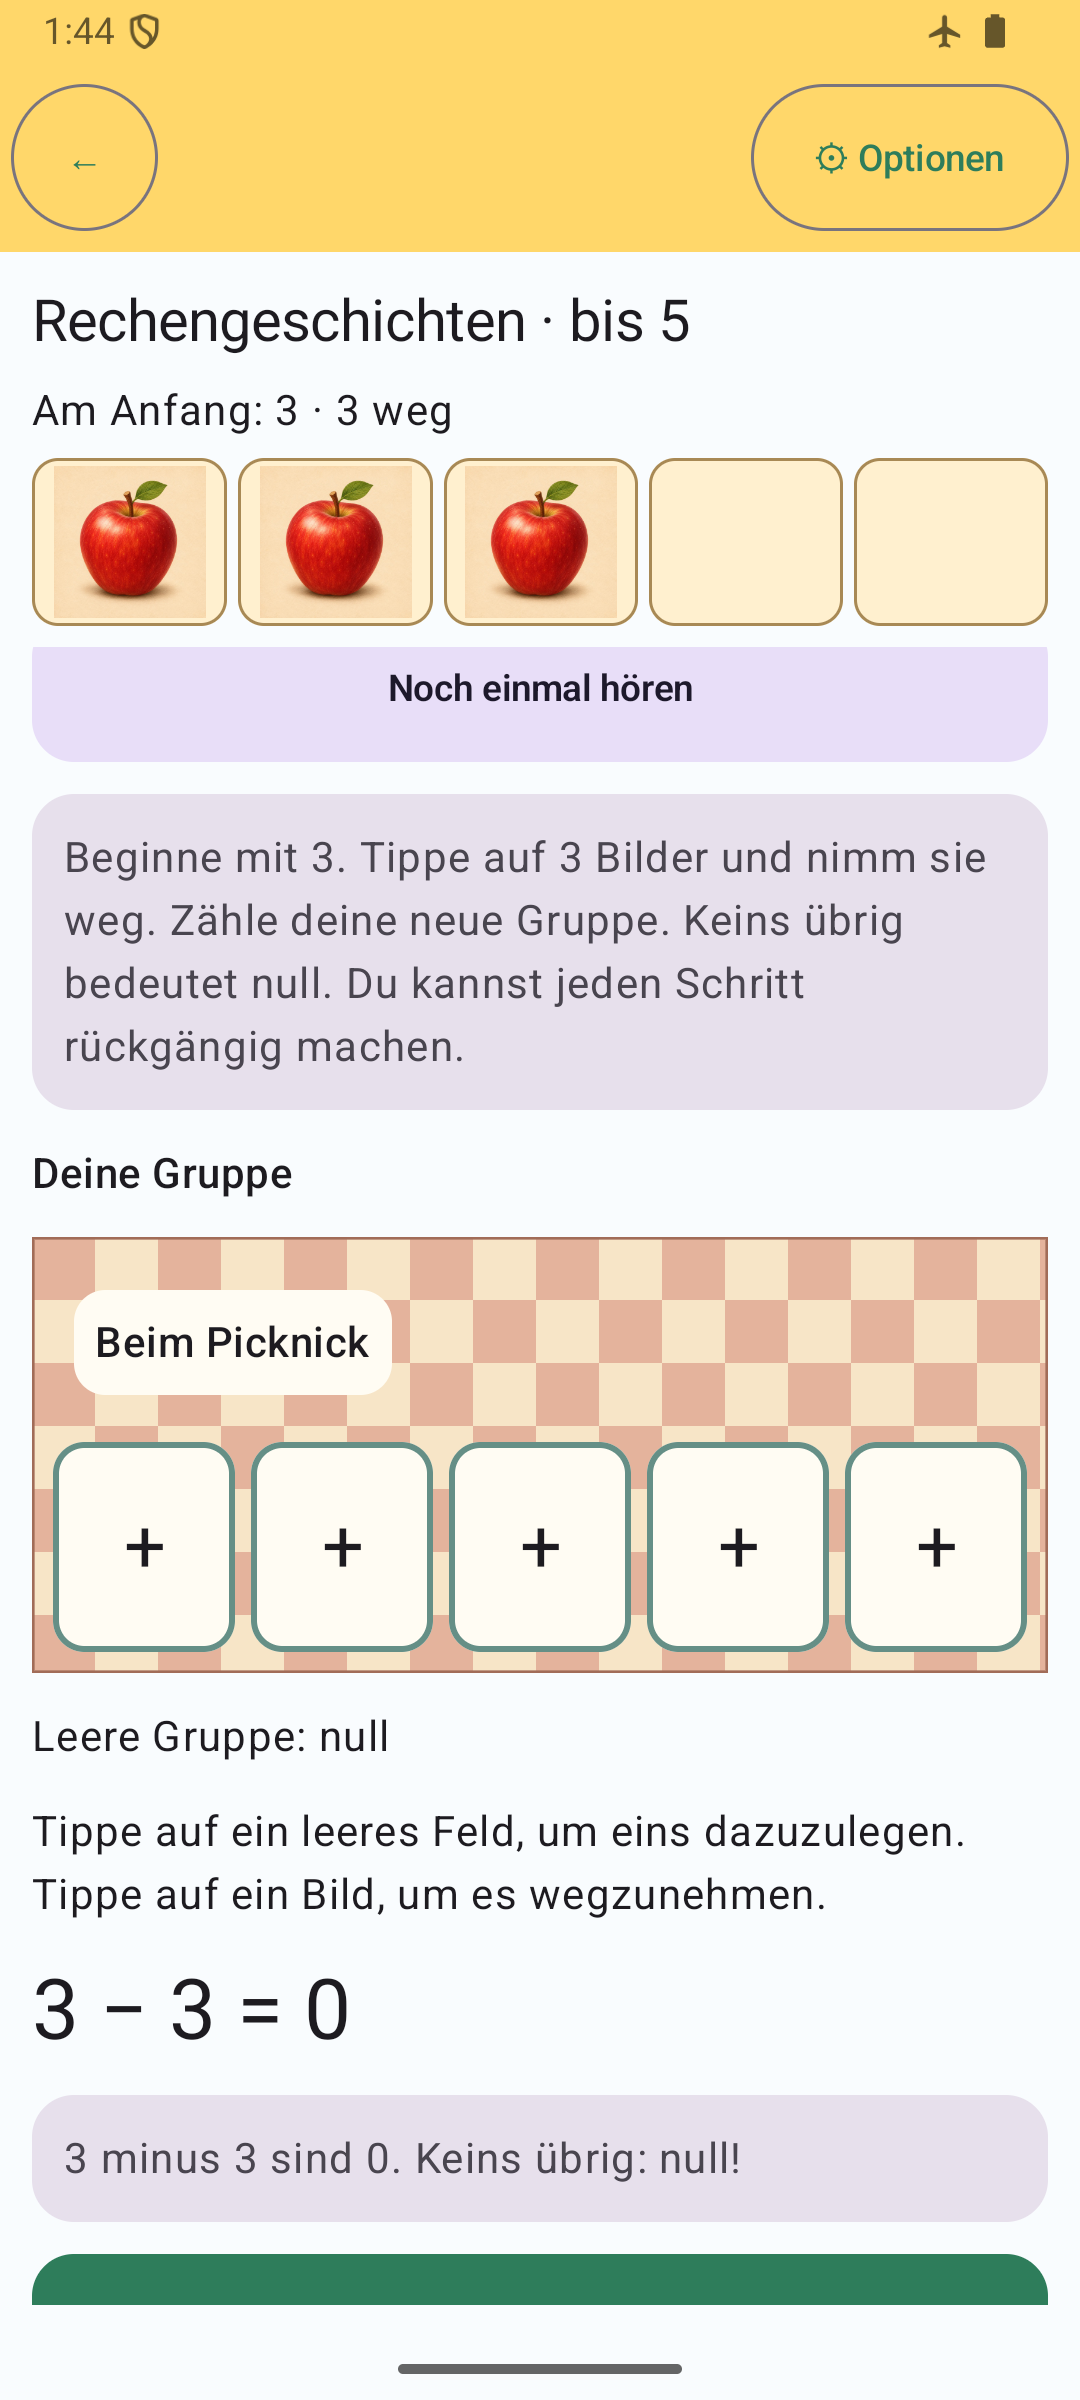 1:44
←
⚙ Optionen
Rechengeschichten · bis 5
Am Anfang: 3 · 3 weg
Noch einmal hören
Beginne mit 3. Tippe auf 3 Bilder und nimm sie
weg. Zähle deine neue Gruppe. Keins übrig
bedeutet null. Du kannst jeden Schritt
rückgängig machen.
Deine Gruppe
Beim Picknick
+ + + + +
Leere Gruppe: null
Tippe auf ein leeres Feld, um eins dazuzulegen.
Tippe auf ein Bild, um es wegzunehmen.
3 − 3 = 0
3 minus 3 sind 0. Keins übrig: null!